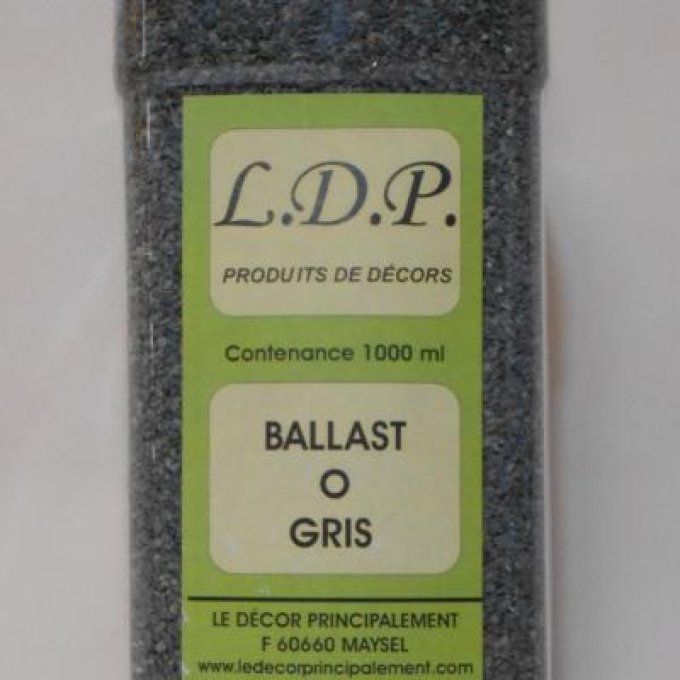 L.D.P.
PRODUITS DE DÉCORS
Contenance 1000 ml
BALLAST
O
GRIS
LE DÉCOR PRINCIPALEMENT
F 60660 MAYSEL
www.ledecorprincipalement.com